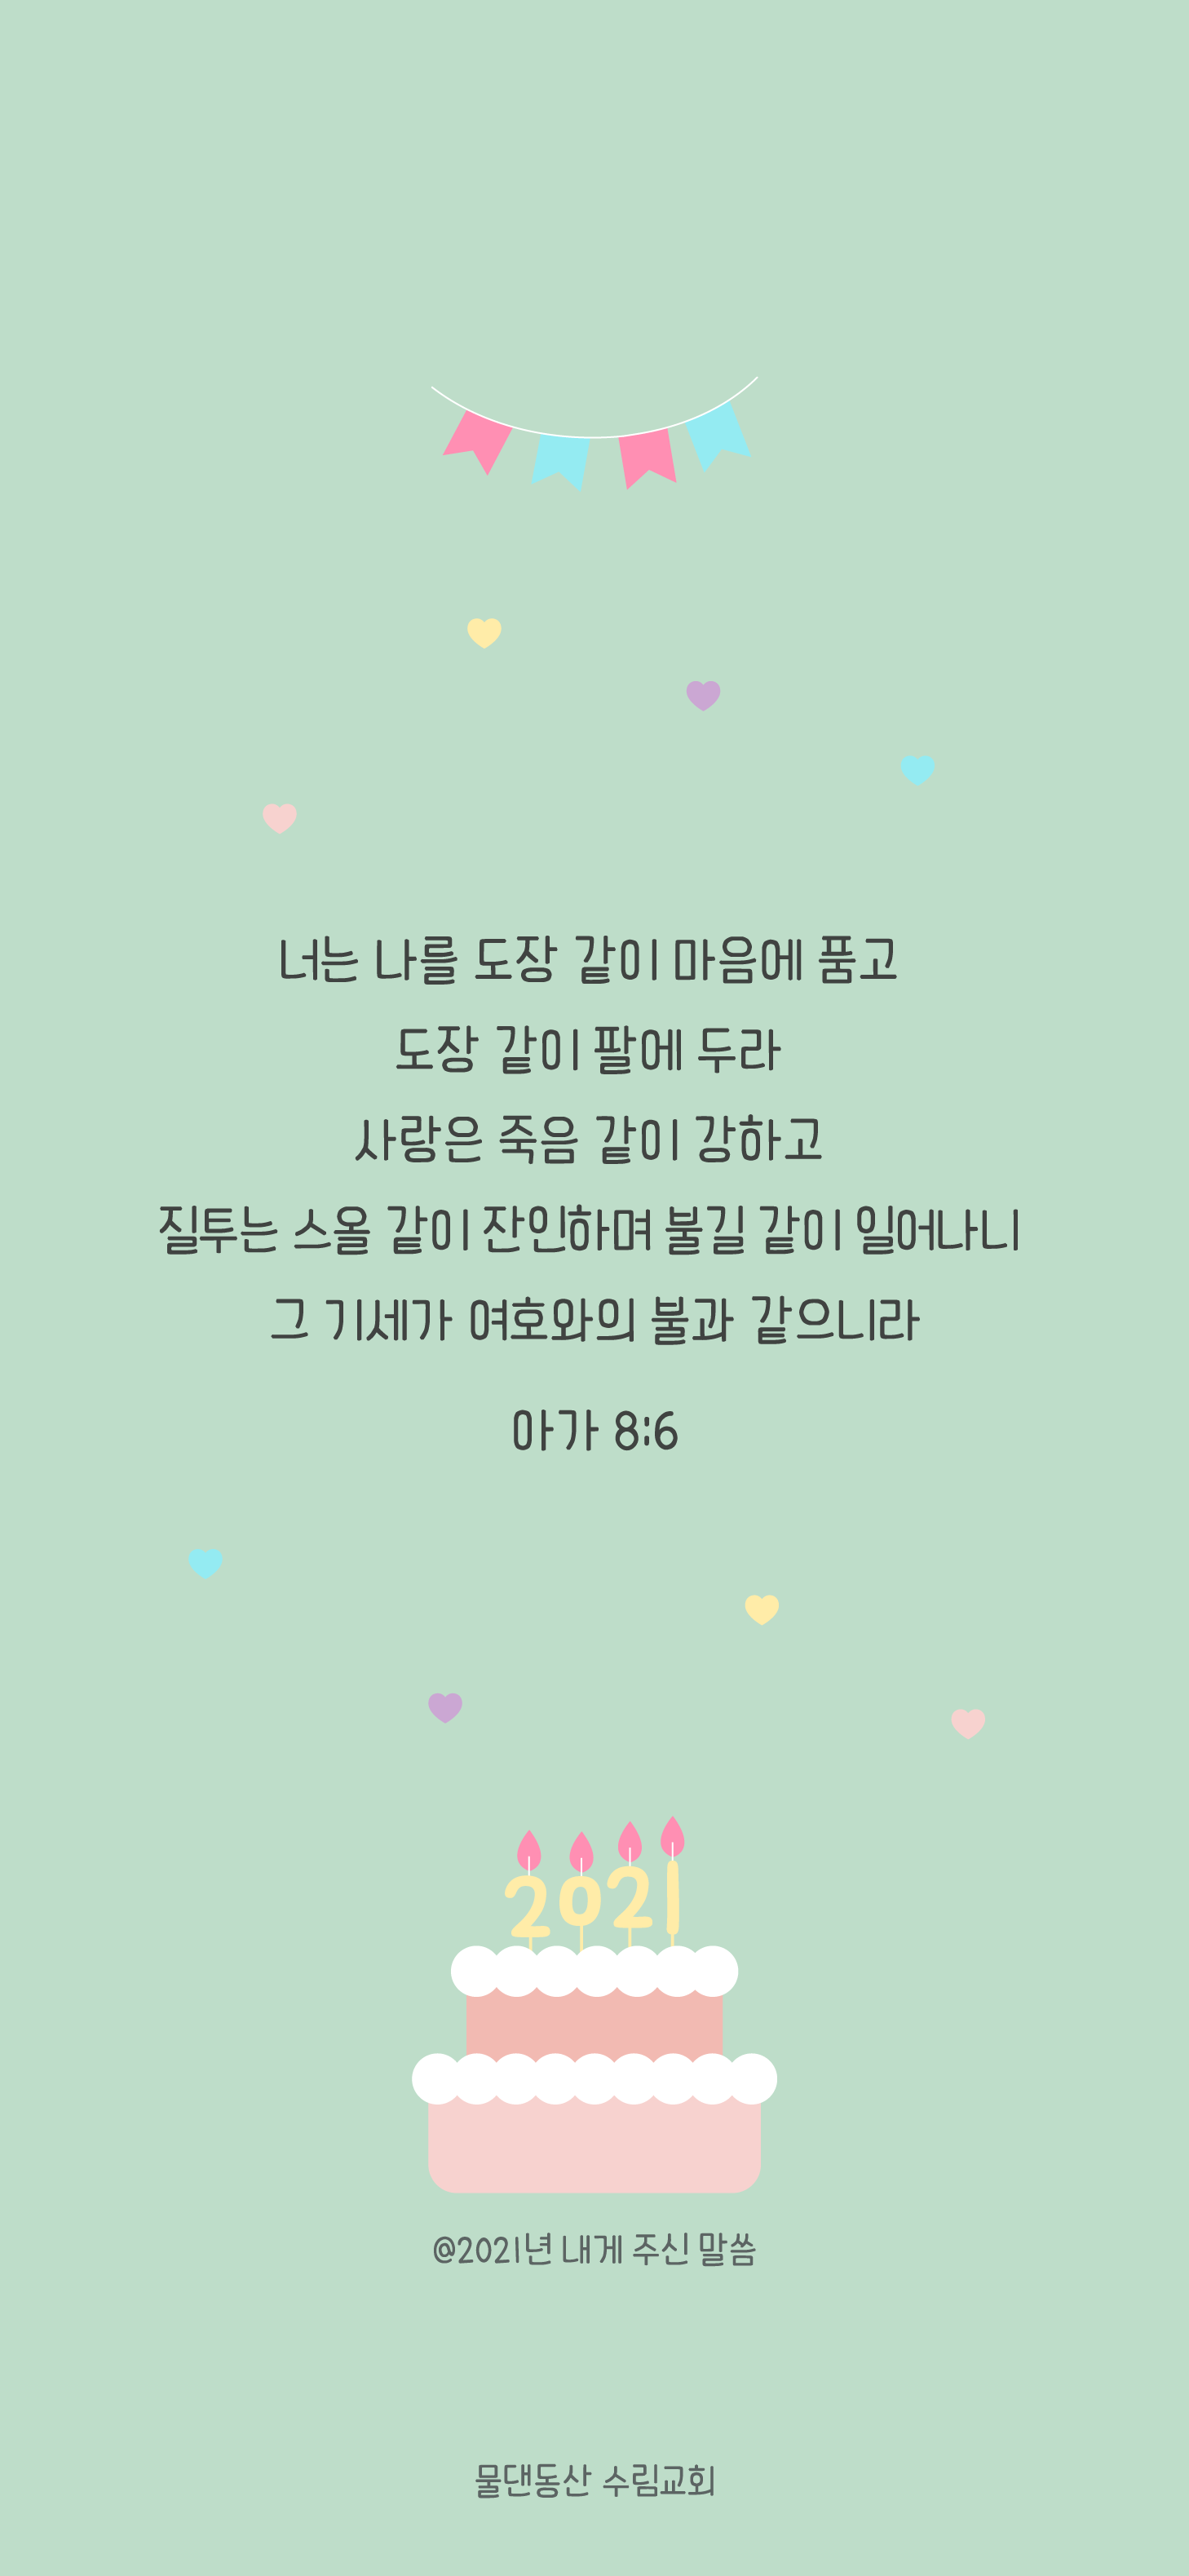 너는 나를 도장 같이 마음에 품고
도장 같이 팔에 두라
사랑은 죽음 같이 강하고
질투는 스올 같이 잔인하며 불길 같이 일어나니
그 기세가 여호와의 불과 같으니라
아가 8:6
2021
@2021년 내게 주신 말씀
물댄동산 수림교회